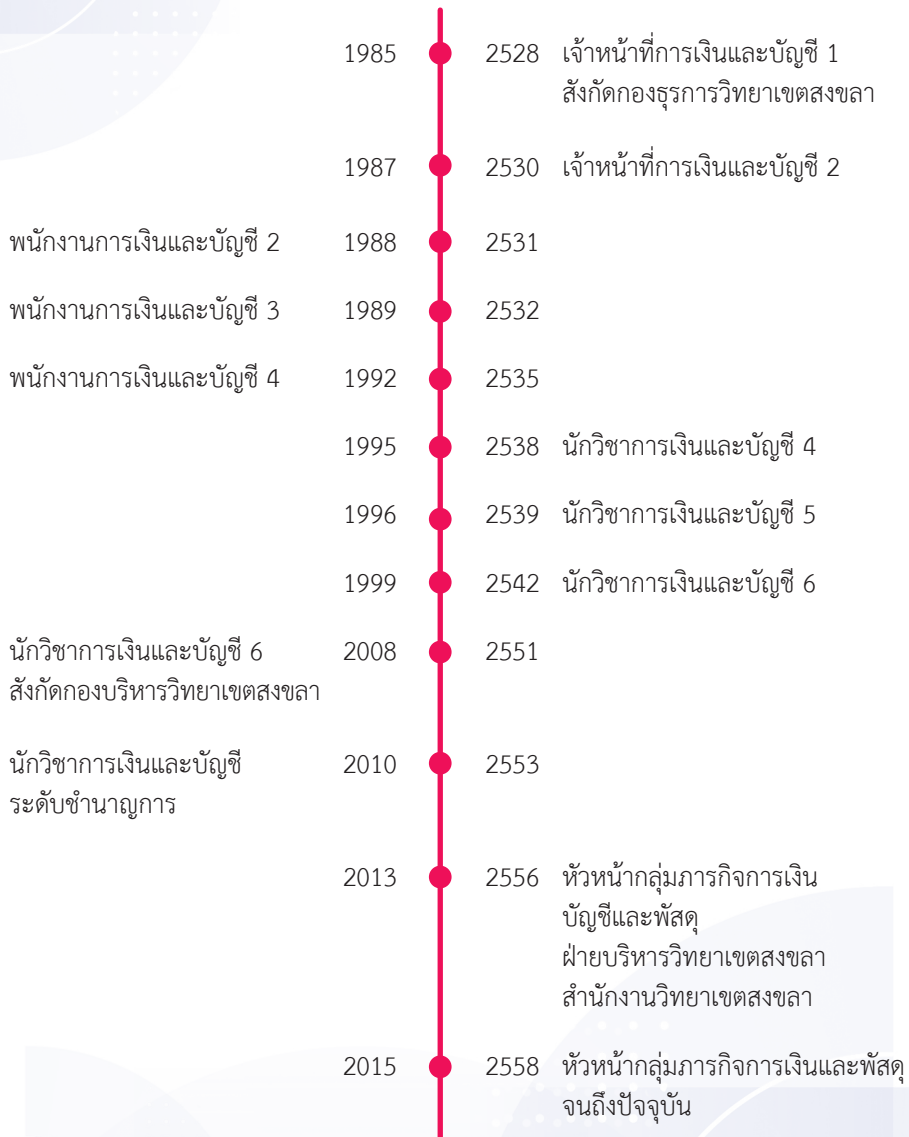 1985 2528 เจ้าหน้าที่การเงินและบัญชี 1
สังกัดกองธุรการวิทยาเขตสงขลา
1987 2530 เจ้าหน้าที่การเงินและบัญชี 2
พนักงานการเงินและบัญชี 2 1988 2531
พนักงานการเงินและบัญชี 3 1989 2532
พนักงานการเงินและบัญชี 4 1992 2535
1995 2538 นักวิชาการเงินและบัญชี 4
1996 2539 นักวิชาการเงินและบัญชี 5
1999 2542 นักวิชาการเงินและบัญชี 6
นักวิชาการเงินและบัญชี 6 2008 2551
สังกัดกองบริหารวิทยาเขตสงขลา
นักวิชาการเงินและบัญชี 2010 2553
ระดับชำนาญการ
2013 2556 หัวหน้ากลุ่มภารกิจการเงิน
บัญชีและพัสดุ
ฝ่ายบริหารวิทยาเขตสงขลา
สำนักงานวิทยาเขตสงขลา
2015 2558 หัวหน้ากลุ่มภารกิจการเงินและพัสดุ
จนถึงปัจจุบัน